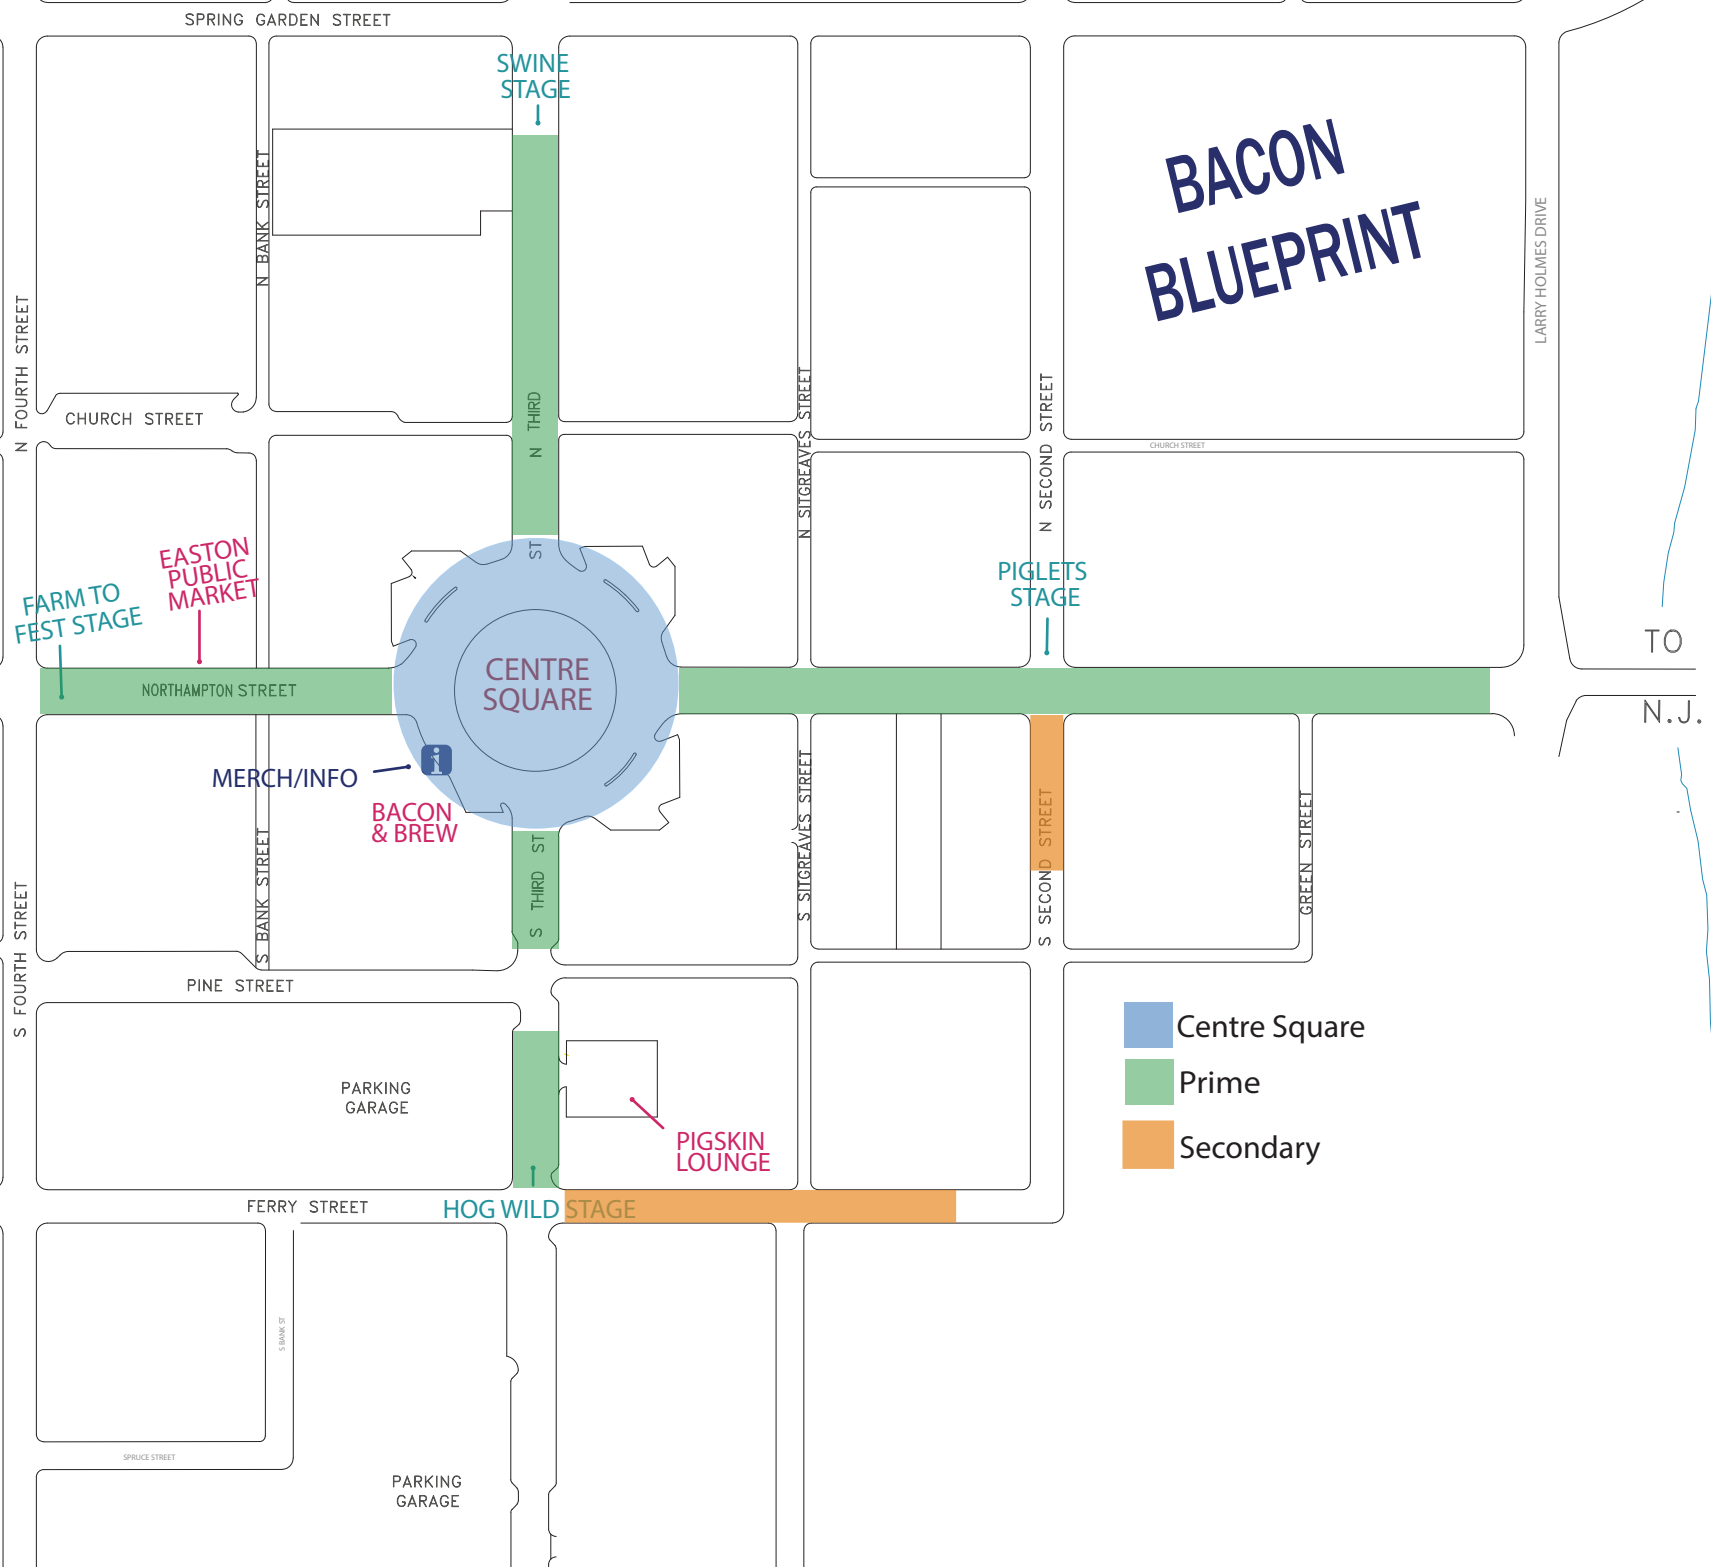 SPRING GARDEN STREET
SWINE
STAGE
BACON
BLUEPRINT
N BANK STREET
LARRY HOLMES DRIVE
N FOURTH STREET
CHURCH STREET
N THIRD
ST
N SITGREAVES STREET
N SECOND STREET
CHURCH STREET
EASTON
PUBLIC
MARKET
FARM TO
FEST STAGE
PIGLETS
STAGE
TO
N.J.
NORTHAMPTON STREET
CENTRE
SQUARE
i
MERCH/INFO
BACON
& BREW
S BANK STREET
S THIRD ST
S SITGREAVES STREET
S SECOND STREET
GREEN STREET
S FOURTH STREET
PINE STREET
Centre Square
Prime
Secondary
PARKING
GARAGE
PIGSKIN
LOUNGE
FERRY STREET
HOG WILD STAGE
S BANK ST
SPRUCE STREET
PARKING
GARAGE